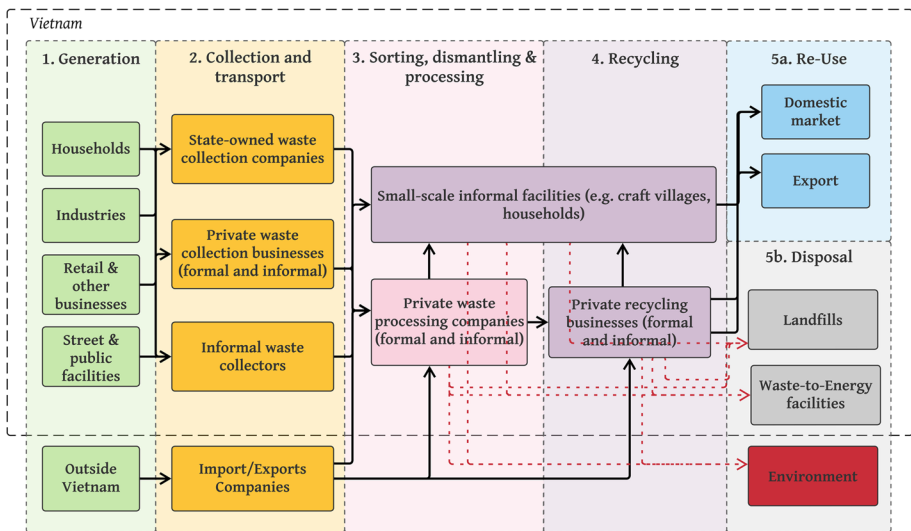 Vietnam
1. Generation
2. Collection and
transport
3. Sorting, dismantling &
processing
4. Recycling
5a. Re-Use
Households
Industries
Retail &
other
businesses
Street &
public
facilities
Outside
Vietnam
State-owned waste
collection companies
Private waste
collection businesses
(formal and informal)
Informal waste
collectors
Import/Exports
Companies
Small-scale informal facilities (e.g. craft villages,
households)
Private waste
processing companies
(formal and informal)
Private recycling
businesses (formal
and informal)
Domestic
market
Export
5b. Disposal
Landfills
Waste-to-Energy
facilities
Environment